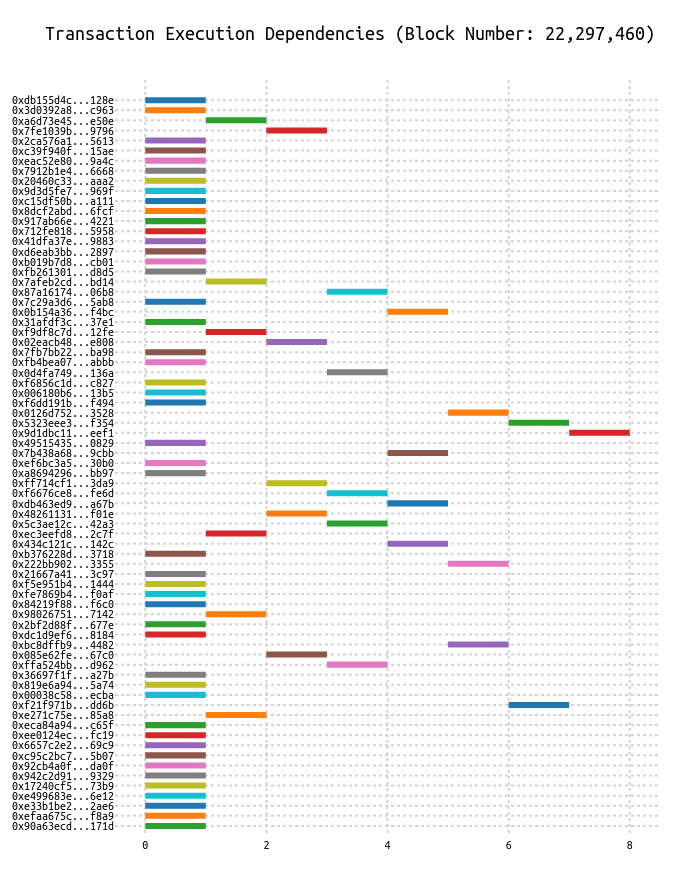 Transaction Execution Dependencies (Block Number: 22,297,460)
0xdb155d4c...128e
0x3d0392a8...c963
0xa6d73e45...e50e
0x7fe1039b...9796
0x2ca576a1...5613
0xc39f940f...15ae
0xeac52e80...9a4c
0x7912b1e4...6668
0x20460c33...aaa2
0x9d3d5fe7...969f
0xc15df50b...a111
0x8dcf2abd...6fcf
0x917ab66e...4221
0x712fe818...5958
0x41dfa37e...9883
0xd6eab3bb...2897
0xb019b7d8...cb01
0xfb261301...d8d5
0x7afeb2cd...bd14
0x87a16174...06b8
0x7c29a3d6...5ab8
0x0b154a36...f4bc
0x31afdf3c...37e1
0xf9df8c7d...12fe
0x02eacb48...e808
0x7fb7bb22...ba98
0xfb4bea07...abbb
0x0d4fa749...136a
0xf6856c1d...c827
0x006180b6...13b5
0xf6dd191b...f494
0x0126d752...3528
0x5323eee3...f354
0x9d1dbc11...eef1
0x49515435...0829
0x7b438a68...9cbb
0xef6bc3a5...30b0
0xa8694296...bb97
0xff714cf1...3da9
0xf6676ce8...fe6d
0xdb463ed9...a67b
0x48261131...f01e
0x5c3ae12c...42a3
0xec3eefd8...2c7f
0x434c121c...142c
0xb376228d...3718
0x222bb902...3355
0x21667a41...3c97
0xf5e951b4...1444
0xfe7869b4...f0af
0x84219f88...f6c0
0x98026751...7142
0x2bf2d88f...677e
0xdc1d9ef6...8184
0xbc8dffb9...4482
0x085e62fe...67c0
0xffa524bb...d962
0x36697f1f...a27b
0x819e6a94...5a74
0x00038c58...ecba
0xf21f971b...dd6b
0xe271c75e...85a8
0xeca84a94...c65f
0xee0124ec...fc19
0x6657c2e2...69c9
0xc95c2bc7...5b07
0x92cb4a0f...da0f
0x942c2d91...9329
0x17240cf5...73b9
0xe499683e...6e12
0xe33b1be2...2ae6
0xefaa675c...f8a9
0x90a63ecd...171d
0 2 4 6 8